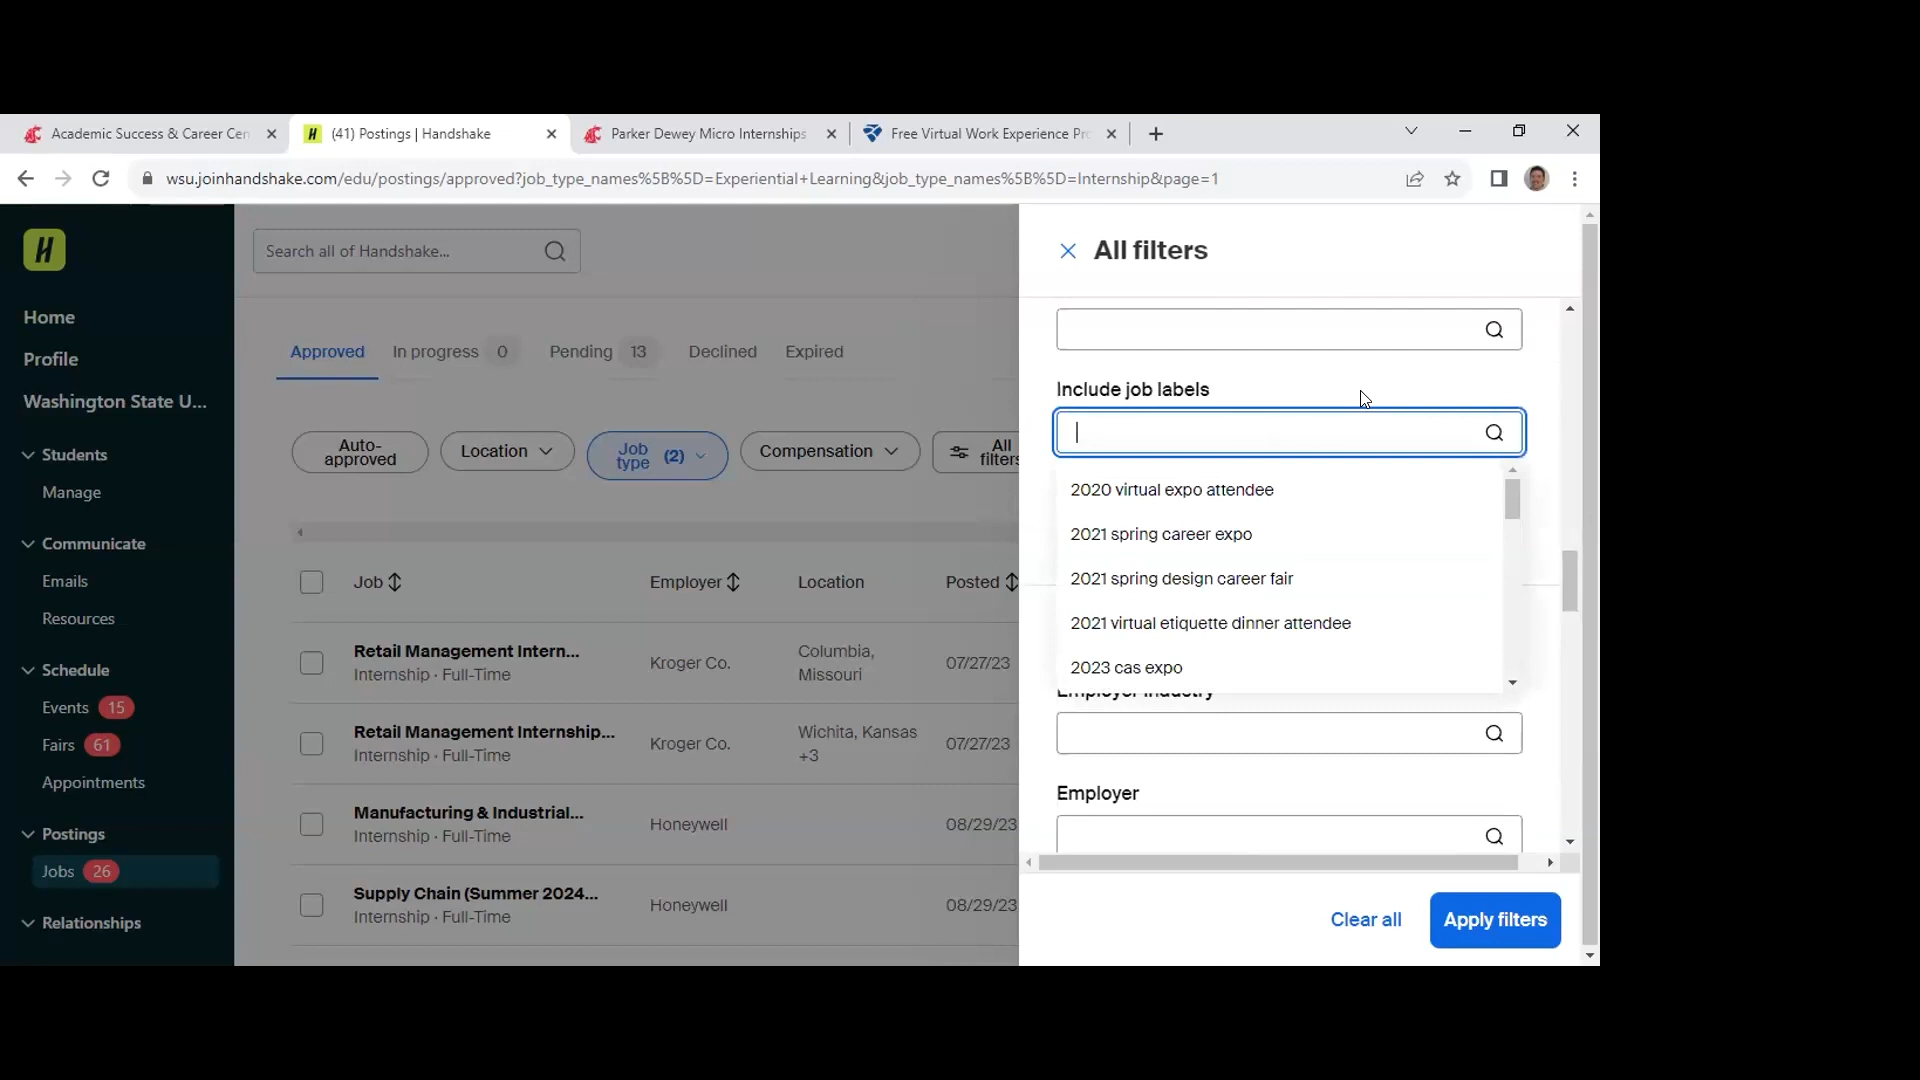 Academic Success & Career Cen
(41) Postings | Handshake
Parker Dewey Micro Internships
Free Virtual Work Experience Pro
wsu.joinhandshake.com/edu/postings/approved?job_type_names%5B%5D=Experiential+Learning&job_type_names%5B%5D=Internship&page=1
H
Home
Profile
Washington State U...
Students
Manage
Communicate
Emails
Resources
Schedule
Events 15
Fairs 61
Appointments
Postings
Jobs 26
Relationships
Search all of Handshake...
Approved In progress 0 Pending 13 Declined Expired
Auto-
approved
Location
Job
type (2)
Compensation
All
filters
Job Employer Location Posted
Retail Management Intern...
Internship · Full-Time
Kroger Co.
Columbia,
Missouri
07/27/23
Retail Management Internship...
Internship · Full-Time
Kroger Co.
Wichita, Kansas
+3
07/27/23
Manufacturing & Industrial...
Internship · Full-Time
Honeywell
08/29/23
Supply Chain (Summer 2024...
Internship · Full-Time
Honeywell
08/29/23
All filters
Include job labels
2020 virtual expo attendee
2021 spring career expo
2021 spring design career fair
2021 virtual etiquette dinner attendee
2023 cas expo
Employer industry
Employer
Clear all
Apply filters